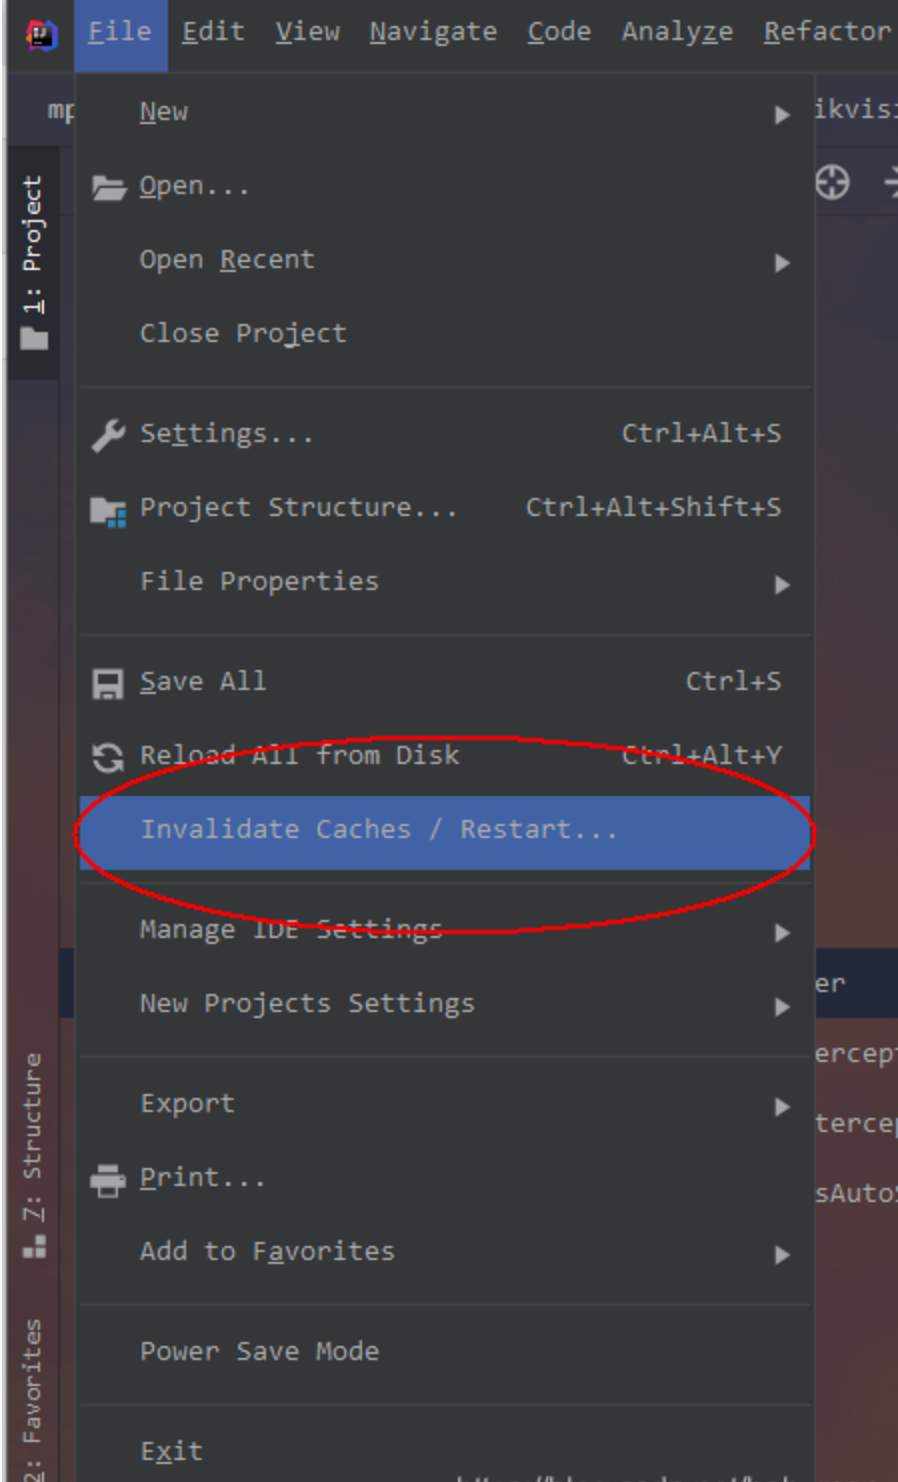 File Edit View Navigate Code Analyze Refactor
mp
1: Project
New
Open...
Open Recent
Close Project
Settings... Ctrl+Alt+S
Project Structure... Ctrl+Alt+Shift+S
File Properties
Save All Ctrl+S
Reload All from Disk Ctrl+Alt+Y
Invalidate Caches / Restart...
Manage IDE Settings
New Projects Settings
Export
Print...
Add to Favorites
Power Save Mode
Exit
ikvis
er
ercep
terce
sAuto
7: Structure
2: Favorites